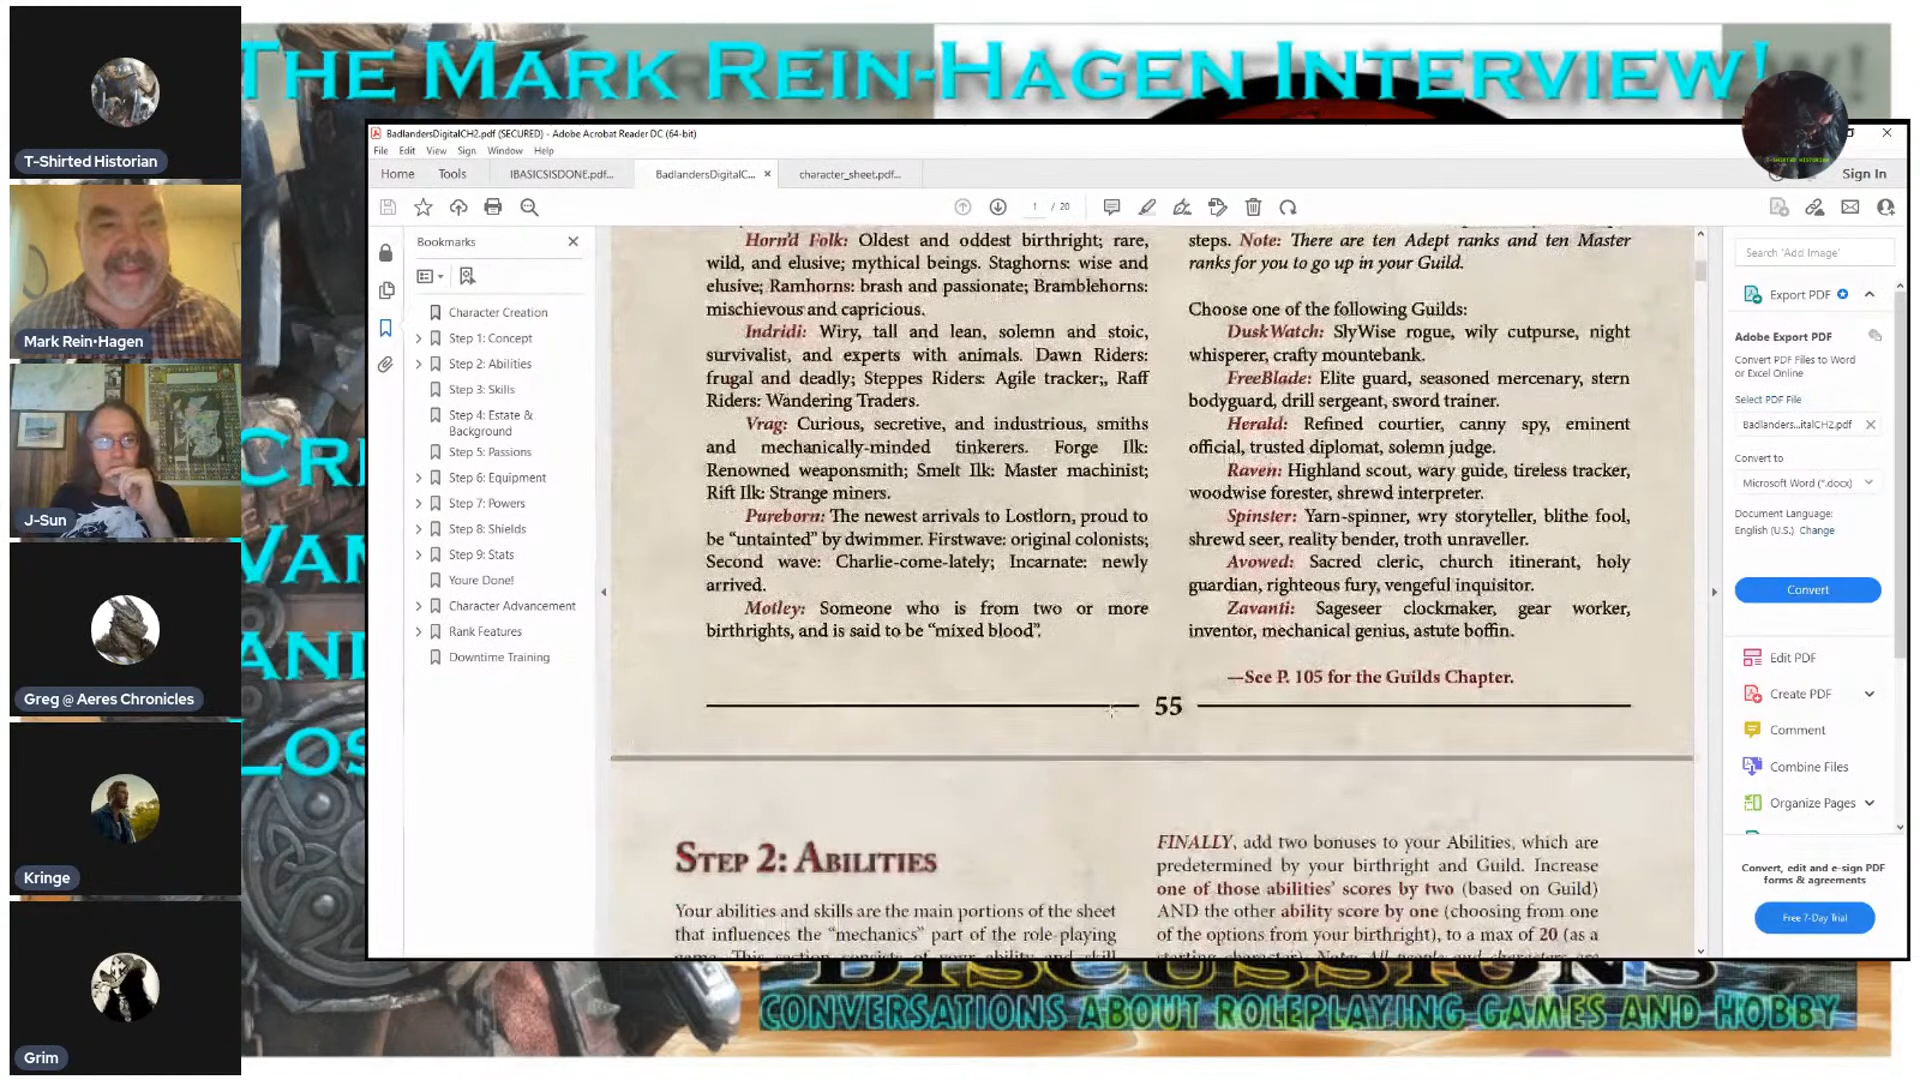 THE MARK REIN-HAGEN INTERVIEW!
T-Shirted Historian
Mark Rein•Hagen
J-Sun
Greg @ Aeres Chronicles
Kringe
Grim
BadlandersDigitalCH2.pdf (SECURED) - Adobe Acrobat Reader DC (64-bit)
File Edit View Sign Window Help
Home Tools IBASICSISDONE.pdf... BadlandersDigitalC... × character_sheet.pdf... Sign In
1 / 20
Bookmarks
Character Creation
Step 1: Concept
Step 2: Abilities
Step 3: Skills
Step 4: Estate &
Background
Step 5: Passions
Step 6: Equipment
Step 7: Powers
Step 8: Shields
Step 9: Stats
Youre Done!
Character Advancement
Rank Features
Downtime Training
Horn'd Folk: Oldest and oddest birthright; rare,
wild, and elusive; mythical beings. Staghorns: wise and
elusive; Ramhorns: brash and passionate; Bramblehorns:
mischievous and capricious.
Indridi: Wiry, tall and lean, solemn and stoic,
survivalist, and experts with animals. Dawn Riders:
frugal and deadly; Steppes Riders: Agile tracker;, Raff
Riders: Wandering Traders.
Vrag: Curious, secretive, and industrious, smiths
and mechanically-minded tinkerers. Forge Ilk:
Renowned weaponsmith; Smelt Ilk: Master machinist;
Rift Ilk: Strange miners.
Pureborn: The newest arrivals to Lostlorn, proud to
be “untainted” by dwimmer. Firstwave: original colonists;
Second wave: Charlie-come-lately; Incarnate: newly
arrived.
Motley: Someone who is from two or more
birthrights, and is said to be “mixed blood”.
steps. Note: There are ten Adept ranks and ten Master
ranks for you to go up in your Guild.
Choose one of the following Guilds:
DuskWatch: SlyWise rogue, wily cutpurse, night
whisperer, crafty mountebank.
FreeBlade: Elite guard, seasoned mercenary, stern
bodyguard, drill sergeant, sword trainer.
Herald: Refined courtier, canny spy, eminent
official, trusted diplomat, solemn judge.
Raven: Highland scout, wary guide, tireless tracker,
woodwise forester, shrewd interpreter.
Spinster: Yarn-spinner, wry storyteller, blithe fool,
shrewd seer, reality bender, troth unraveller.
Avowed: Sacred cleric, church itinerant, holy
guardian, righteous fury, vengeful inquisitor.
Zavanti: Sageseer clockmaker, gear worker,
inventor, mechanical genius, astute boffin.
—See P. 105 for the Guilds Chapter.
55
STEP 2: ABILITIES
Your abilities and skills are the main portions of the sheet
that influences the “mechanics” part of the role-playing
FINALLY, add two bonuses to your Abilities, which are
predetermined by your birthright and Guild. Increase
one of those abilities’ scores by two (based on Guild)
AND the other ability score by one (choosing from one
of the options from your birthright), to a max of 20 (as a
Search 'Add Image'
Export PDF
Adobe Export PDF
Convert PDF Files to Word
or Excel Online
Select PDF File
Badlanders...italCH2.pdf ×
Convert to
Microsoft Word (*.docx)
Document Language:
English (U.S.) Change
Convert
Edit PDF
Create PDF
Comment
Combine Files
Organize Pages
Convert, edit and e-sign PDF
forms & agreements
Free 7-Day Trial
DISCUSSIONS
CONVERSATIONS ABOUT ROLEPLAYING GAMES AND HOBBY